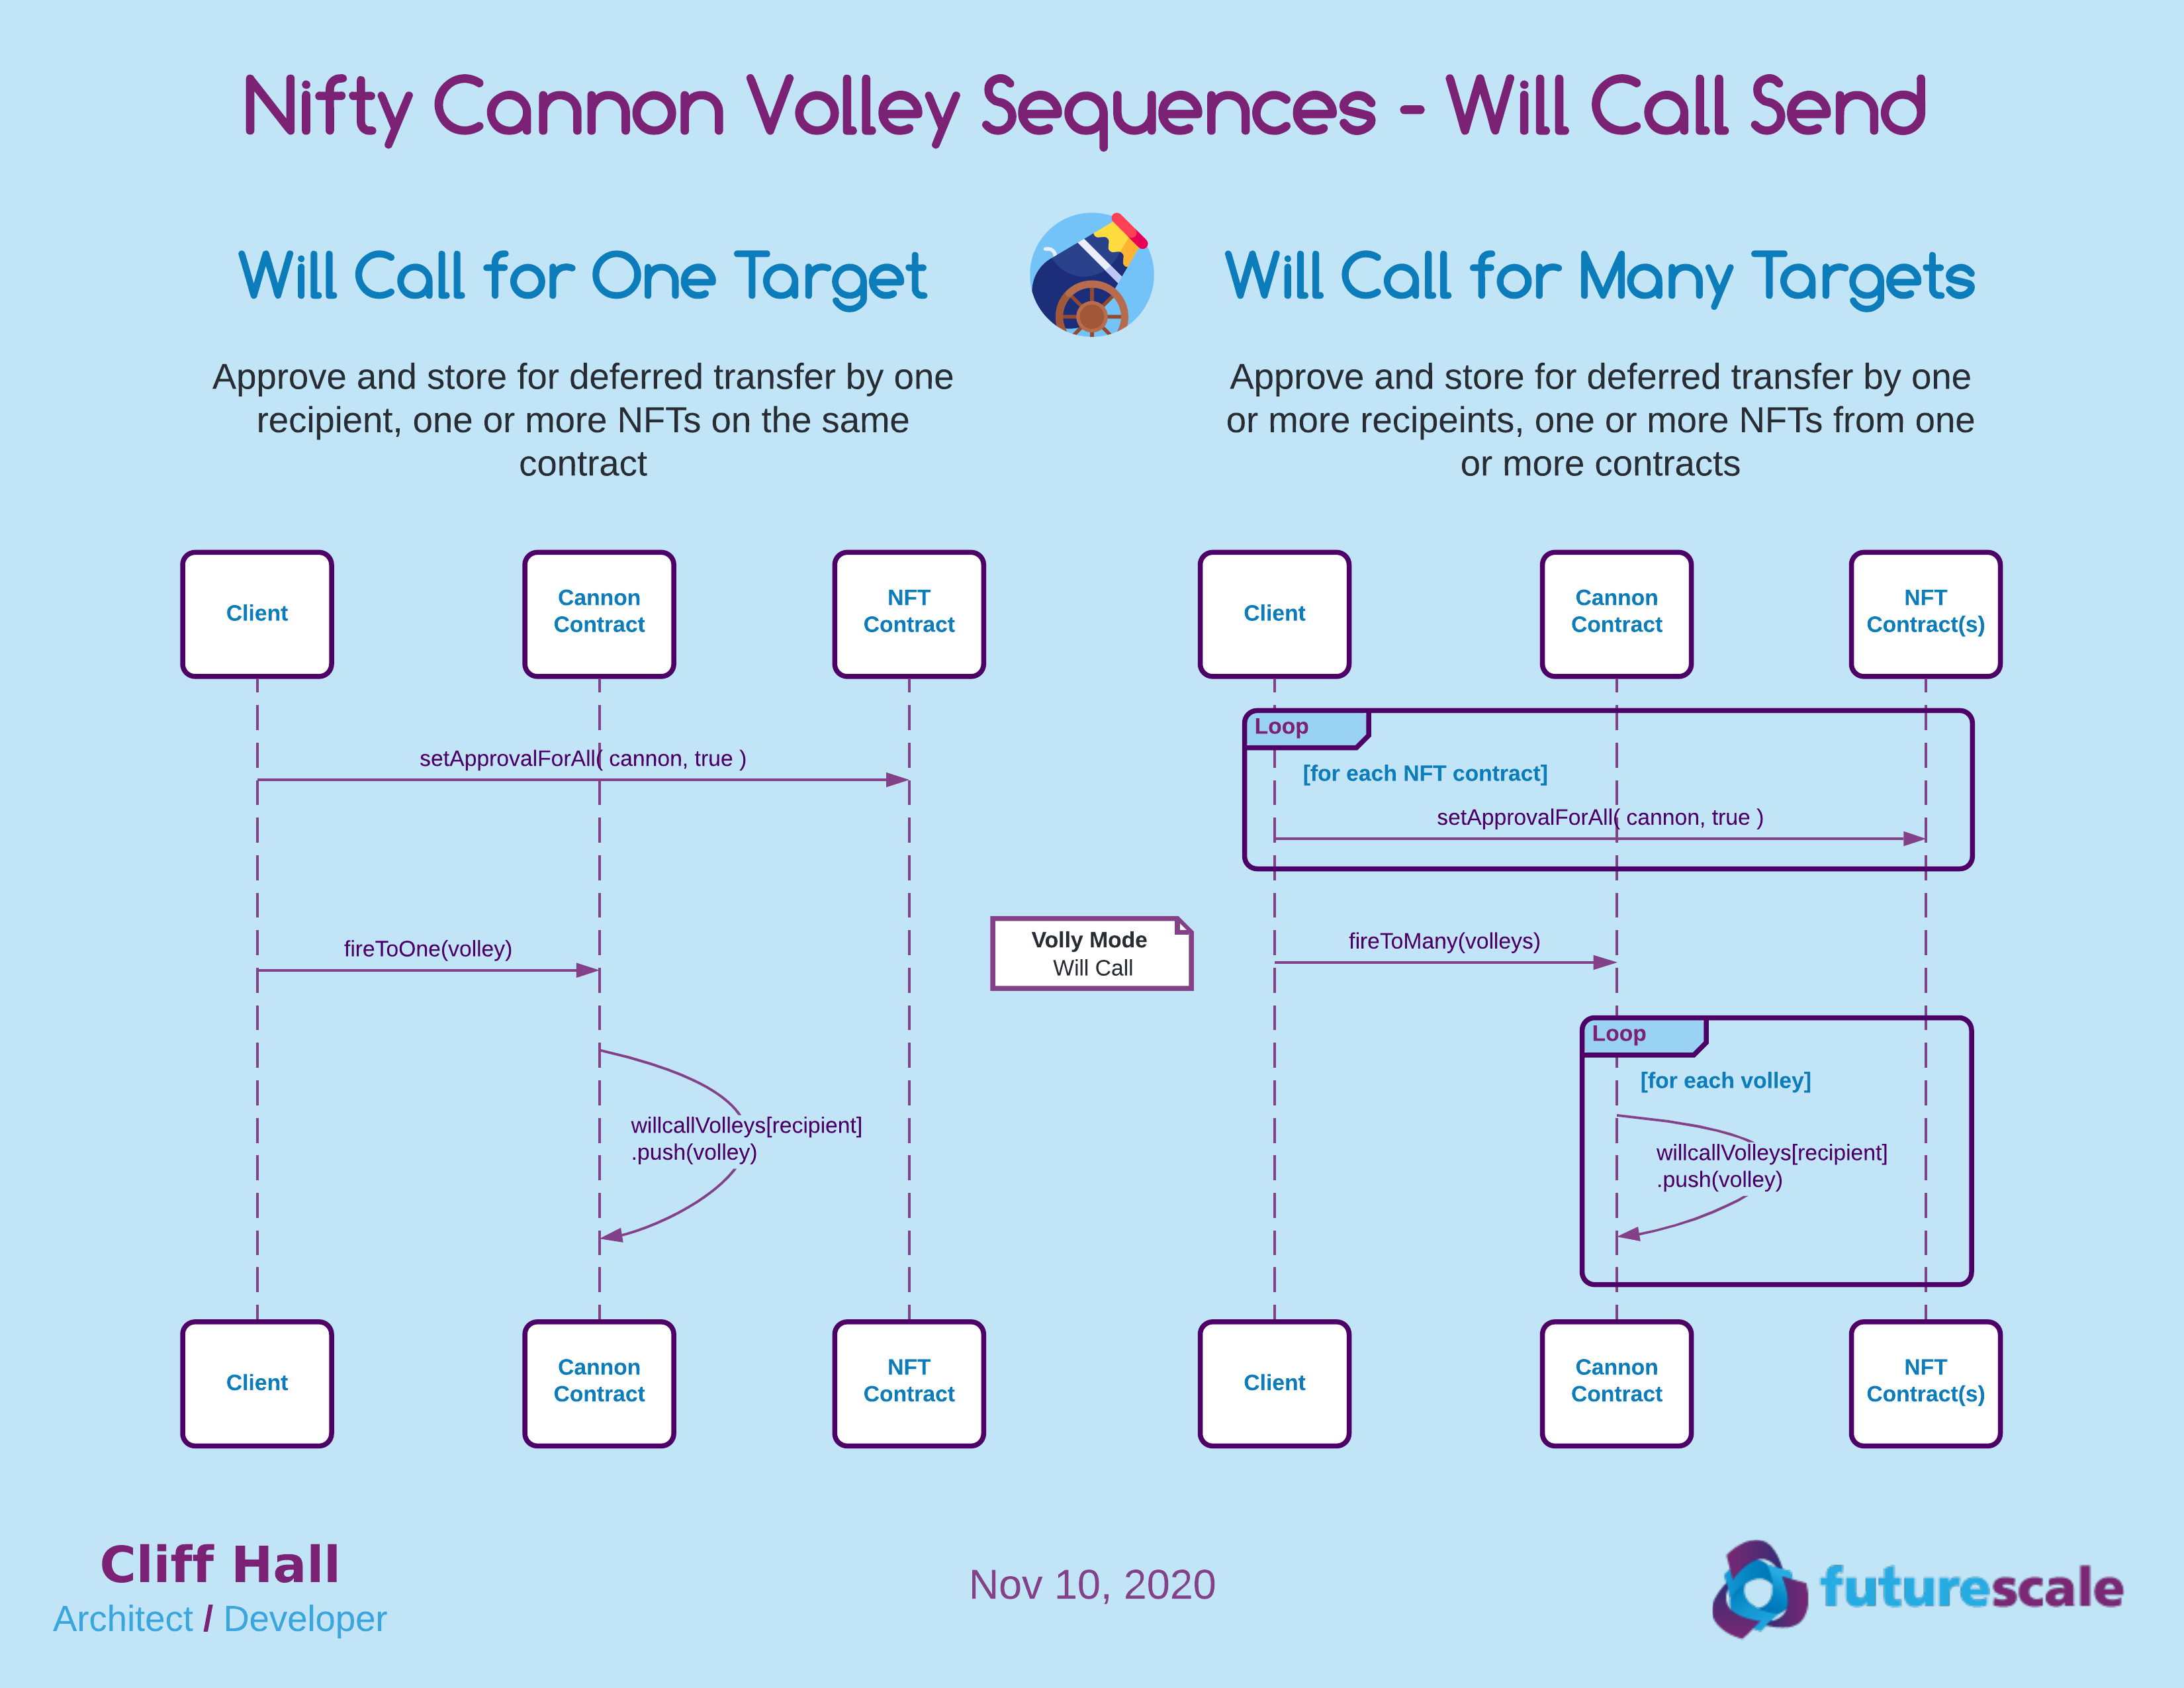 Nifty Cannon Volley Sequences - Will Call Send
Will Call for One Target
Approve and store for deferred transfer by one
recipient, one or more NFTs on the same
contract
Will Call for Many Targets
Approve and store for deferred transfer by one
or more recipeints, one or more NFTs from one
or more contracts
Client
Cannon
Contract
NFT
Contract
setApprovalForAll( cannon, true )
fireToOne(volley)
willcallVolleys[recipient]
.push(volley)
Client
Cannon
Contract
NFT
Contract
Volly Mode
Will Call
Client
Cannon
Contract
NFT
Contract(s)
Loop
[for each NFT contract]
setApprovalForAll( cannon, true )
fireToMany(volleys)
Loop
[for each volley]
willcallVolleys[recipient]
.push(volley)
Client
Cannon
Contract
NFT
Contract(s)
Cliff Hall
Architect / Developer
Nov 10, 2020
futurescale